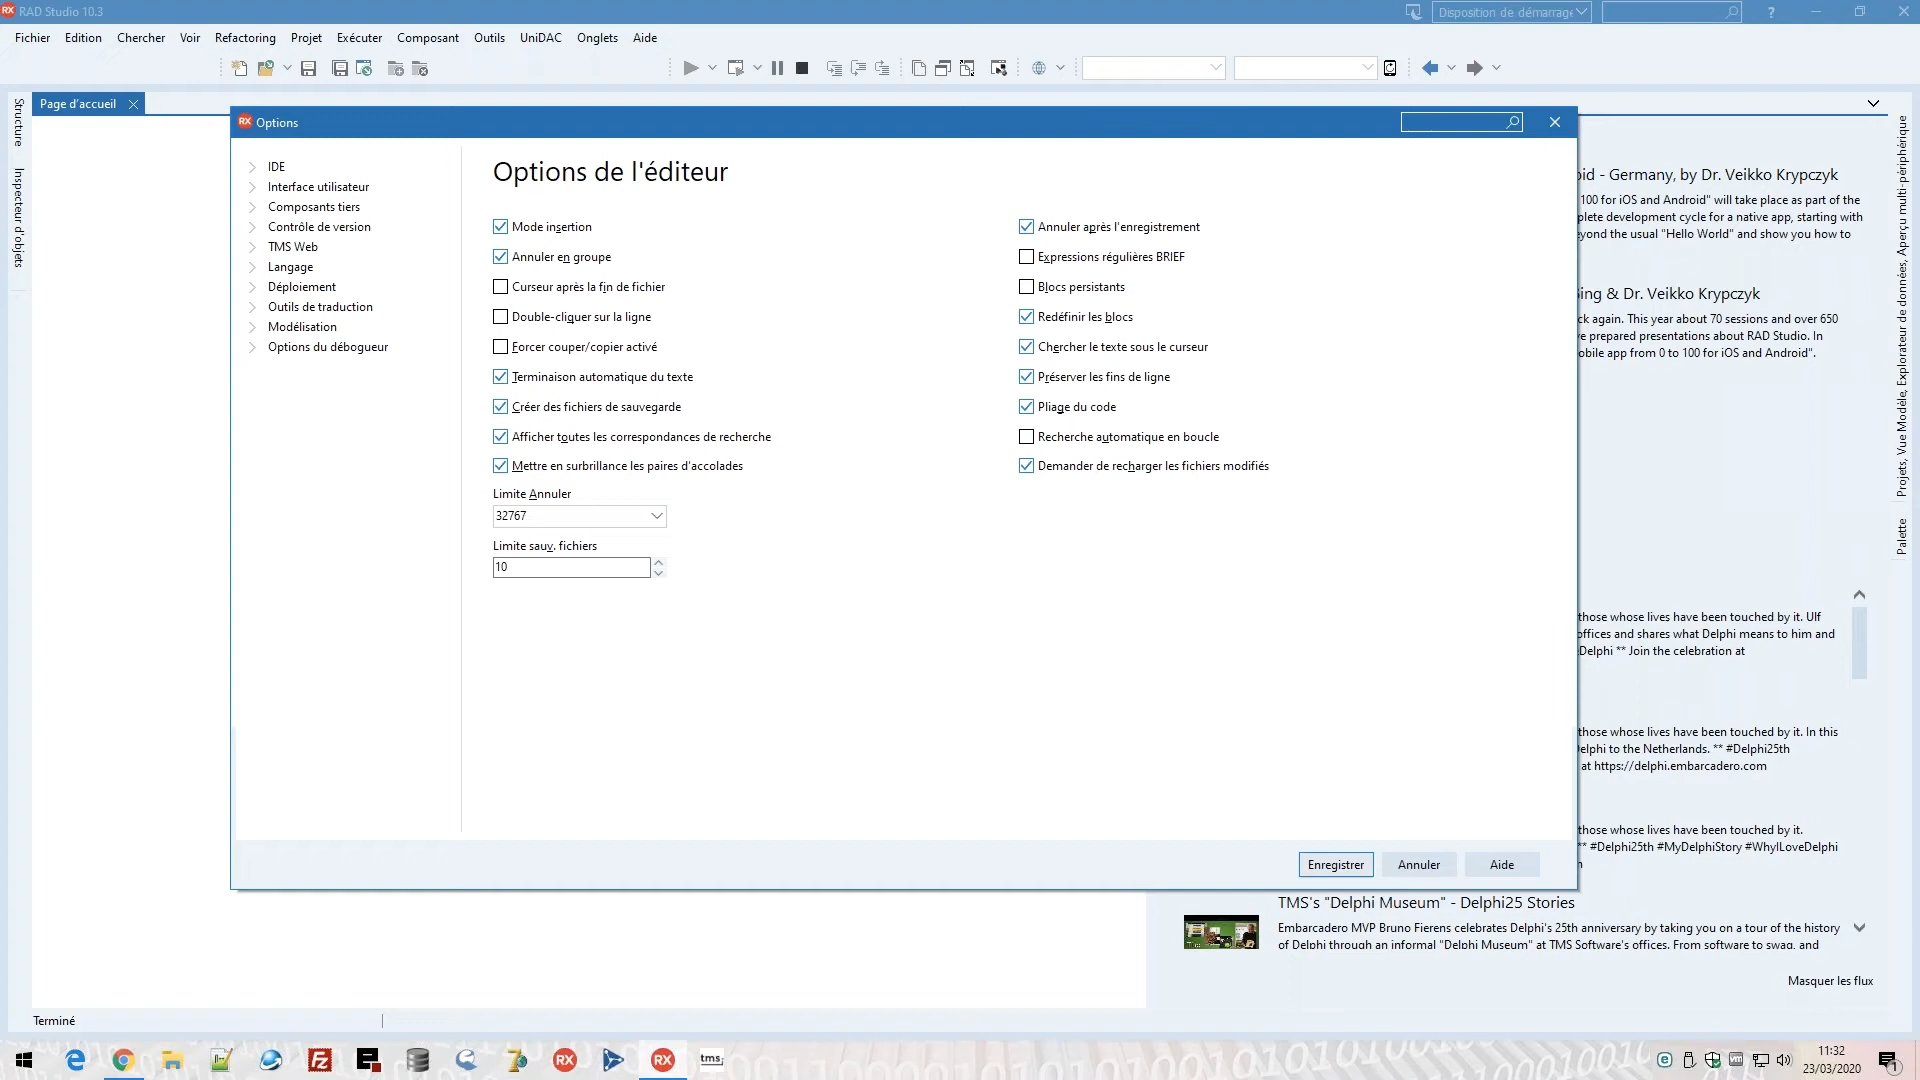 RX RAD Studio 10.3
Disposition de démarrage
?
Fichier Edition Chercher Voir Refactoring Projet Exécuter Composant Outils UniDAC Onglets Aide
Structure
Inspecteur d'objets
Page d'accueil
RX Options
IDE
Interface utilisateur
Composants tiers
Contrôle de version
TMS Web
Langage
Déploiement
Outils de traduction
Modélisation
Options du débogueur
Options de l'éditeur
Mode insertion
Annuler en groupe
Curseur après la fin de fichier
Double-cliquer sur la ligne
Forcer couper/copier activé
Terminaison automatique du texte
Créer des fichiers de sauvegarde
Afficher toutes les correspondances de recherche
Mettre en surbrillance les paires d'accolades
Limite Annuler
32767
Limite sauv. fichiers
10
Annuler après l'enregistrement
Expressions régulières BRIEF
Blocs persistants
Redéfinir les blocs
Chercher le texte sous le curseur
Préserver les fins de ligne
Pliage du code
Recherche automatique en boucle
Demander de recharger les fichiers modifiés
Enregistrer Annuler Aide
oid - Germany, by Dr. Veikko Krypczyk
100 for iOS and Android" will take place as part of the
plete development cycle for a native app, starting with
eyond the usual "Hello World" and show you how to
ing & Dr. Veikko Krypczyk
ck again. This year about 70 sessions and over 650
e prepared presentations about RAD Studio. In
obile app from 0 to 100 for iOS and Android".
those whose lives have been touched by it. Ulf
offices and shares what Delphi means to him and
Delphi ** Join the celebration at
those whose lives have been touched by it. In this
elphi to the Netherlands. ** #Delphi25th
at https://delphi.embarcadero.com
those whose lives have been touched by it.
** #Delphi25th #MyDelphiStory #WhyILoveDelphi
TMS's "Delphi Museum" - Delphi25 Stories
Embarcadero MVP Bruno Fierens celebrates Delphi's 25th anniversary by taking you on a tour of the history
of Delphi through an informal "Delphi Museum" at TMS Software's offices. From software to swag, and
Masquer les flux
Projets, Vue Modèle, Explorateur de données, Aperçu multi-périphérique
Palette
Terminé
RX RX tms
11:32
23/03/2020
1